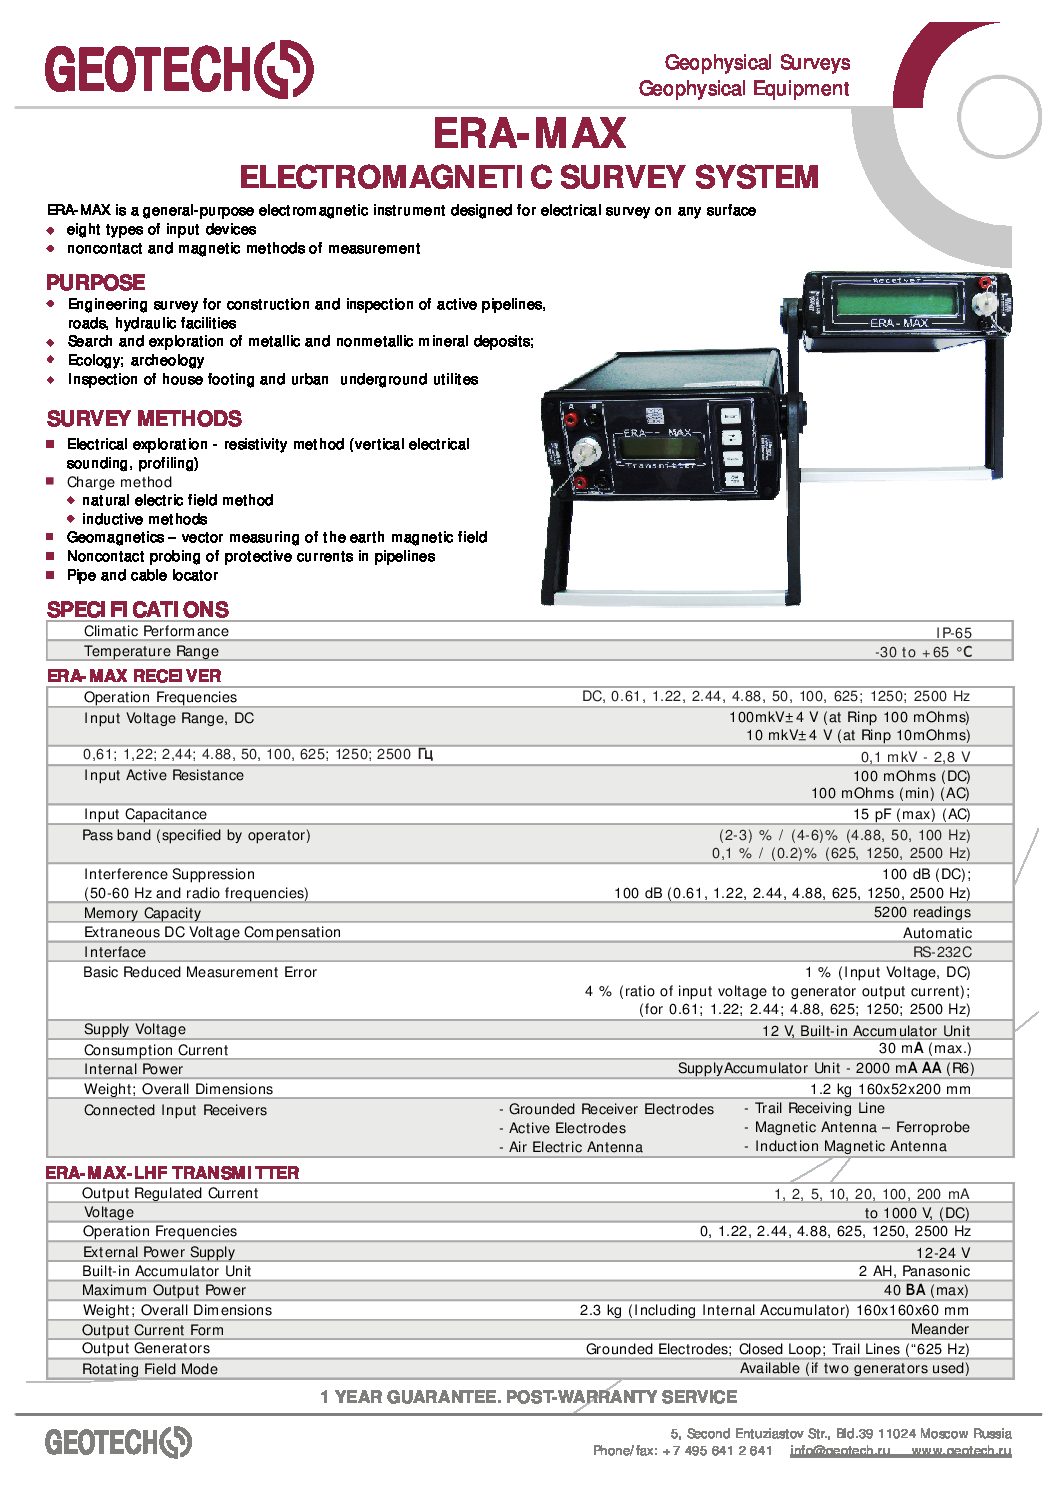 GEOTECH
Geophysical Surveys
Geophysical Equipment
ERA-MAX
ELECTROMAGNETIC SURVEY SYSTEM
ERA-MAX is a general-purpose electromagnetic instrument designed for electrical survey on any surface
eight types of input devices
noncontact and magnetic methods of measurement
PURPOSE
Engineering survey for construction and inspection of active pipelines,
roads, hydraulic facilities
Search and exploration of metallic and nonmetallic mineral deposits;
Ecology; archeology
Inspection of house footing and urban underground utilites
Receiver
ERA-MAX
ERA-MAX
Transmitter
SURVEY METHODS
Electrical exploration - resistivity method (vertical electrical
sounding, profiling)
Charge method
natural electric field method
inductive methods
Geomagnetics – vector measuring of the earth magnetic field
Noncontact probing of protective currents in pipelines
Pipe and cable locator
SPECIFICATIONS
Climatic Performance IP-65
Temperature Range -30 to +65 °C
ERA-MAX RECEIVER
Operation Frequencies DC, 0.61, 1.22, 2.44, 4.88, 50, 100, 625; 1250; 2500 Hz
Input Voltage Range, DC 100mkV±4 V (at Rinp 100 mOhms)
10 mkV±4 V (at Rinp 10mOhms)
0,61; 1,22; 2,44; 4.88, 50, 100, 625; 1250; 2500 Гц 0,1 mkV - 2,8 V
Input Active Resistance 100 mOhms (DC)
100 mOhms (min) (AC)
Input Capacitance 15 pF (max) (AC)
Pass band (specified by operator) (2-3) % / (4-6)% (4.88, 50, 100 Hz)
0,1 % / (0.2)% (625, 1250, 2500 Hz)
Interference Suppression 100 dB (DC);
(50-60 Hz and radio frequencies) 100 dB (0.61, 1.22, 2.44, 4.88, 625, 1250, 2500 Hz)
Memory Capacity 5200 readings
Extraneous DC Voltage Compensation Automatic
Interface RS-232C
Basic Reduced Measurement Error 1 % (Input Voltage, DC)
4 % (ratio of input voltage to generator output current);
(for 0.61; 1.22; 2.44; 4.88, 625; 1250; 2500 Hz)
Supply Voltage 12 V, Built-in Accumulator Unit
Consumption Current 30 mA (max.)
Internal Power SupplyAccumulator Unit - 2000 mA AA (R6)
Weight; Overall Dimensions 1.2 kg 160x52x200 mm
Connected Input Receivers - Grounded Receiver Electrodes - Trail Receiving Line
- Active Electrodes - Magnetic Antenna – Ferroprobe
- Air Electric Antenna - Induction Magnetic Antenna
ERA-MAX-LHF TRANSMITTER
Output Regulated Current 1, 2, 5, 10, 20, 100, 200 mA
Voltage to 1000 V, (DC)
Operation Frequencies 0, 1.22, 2.44, 4.88, 625, 1250, 2500 Hz
External Power Supply 12-24 V
Built-in Accumulator Unit 2 AH, Panasonic
Maximum Output Power 40 BA (max)
Weight; Overall Dimensions 2.3 kg (Including Internal Accumulator) 160x160x60 mm
Output Current Form Meander
Output Generators Grounded Electrodes; Closed Loop; Trail Lines ("625 Hz)
Rotating Field Mode Available (if two generators used)
1 YEAR GUARANTEE. POST-WARRANTY SERVICE
GEOTECH
5, Second Entuziastov Str., Bld.39 11024 Moscow Russia
Phone/fax: +7 495 641 2 641 info@geotech.ru www.geotech.ru